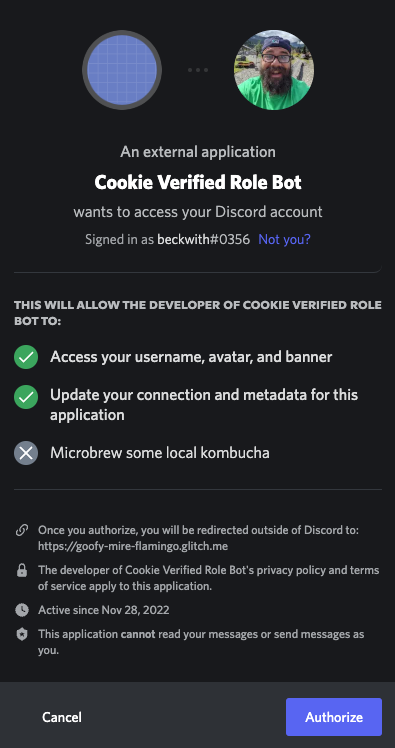 An external application
Cookie Verified Role Bot
wants to access your Discord account
Signed in as beckwith#0356 Not you?
THIS WILL ALLOW THE DEVELOPER OF COOKIE VERIFIED ROLE
BOT TO:
Access your username, avatar, and banner
Update your connection and metadata for this
application
Microbrew some local kombucha
Once you authorize, you will be redirected outside of Discord to:
https://goofy-mire-flamingo.glitch.me
The developer of Cookie Verified Role Bot's privacy policy and terms
of service apply to this application.
Active since Nov 28, 2022
This application cannot read your messages or send messages as
you.
Cancel
Authorize